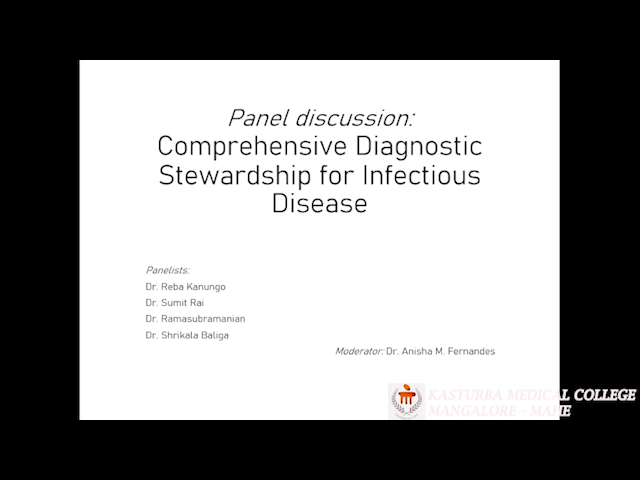 Panel discussion:
Comprehensive Diagnostic
Stewardship for Infectious
Disease
Panelists:
Dr. Reba Kanungo
Dr. Sumit Rai
Dr. Ramasubramanian
Dr. Shrikala Baliga
Moderator: Dr. Anisha M. Fernandes
KASTURBA MEDICAL COLLEGE
MANGALORE - MAHE